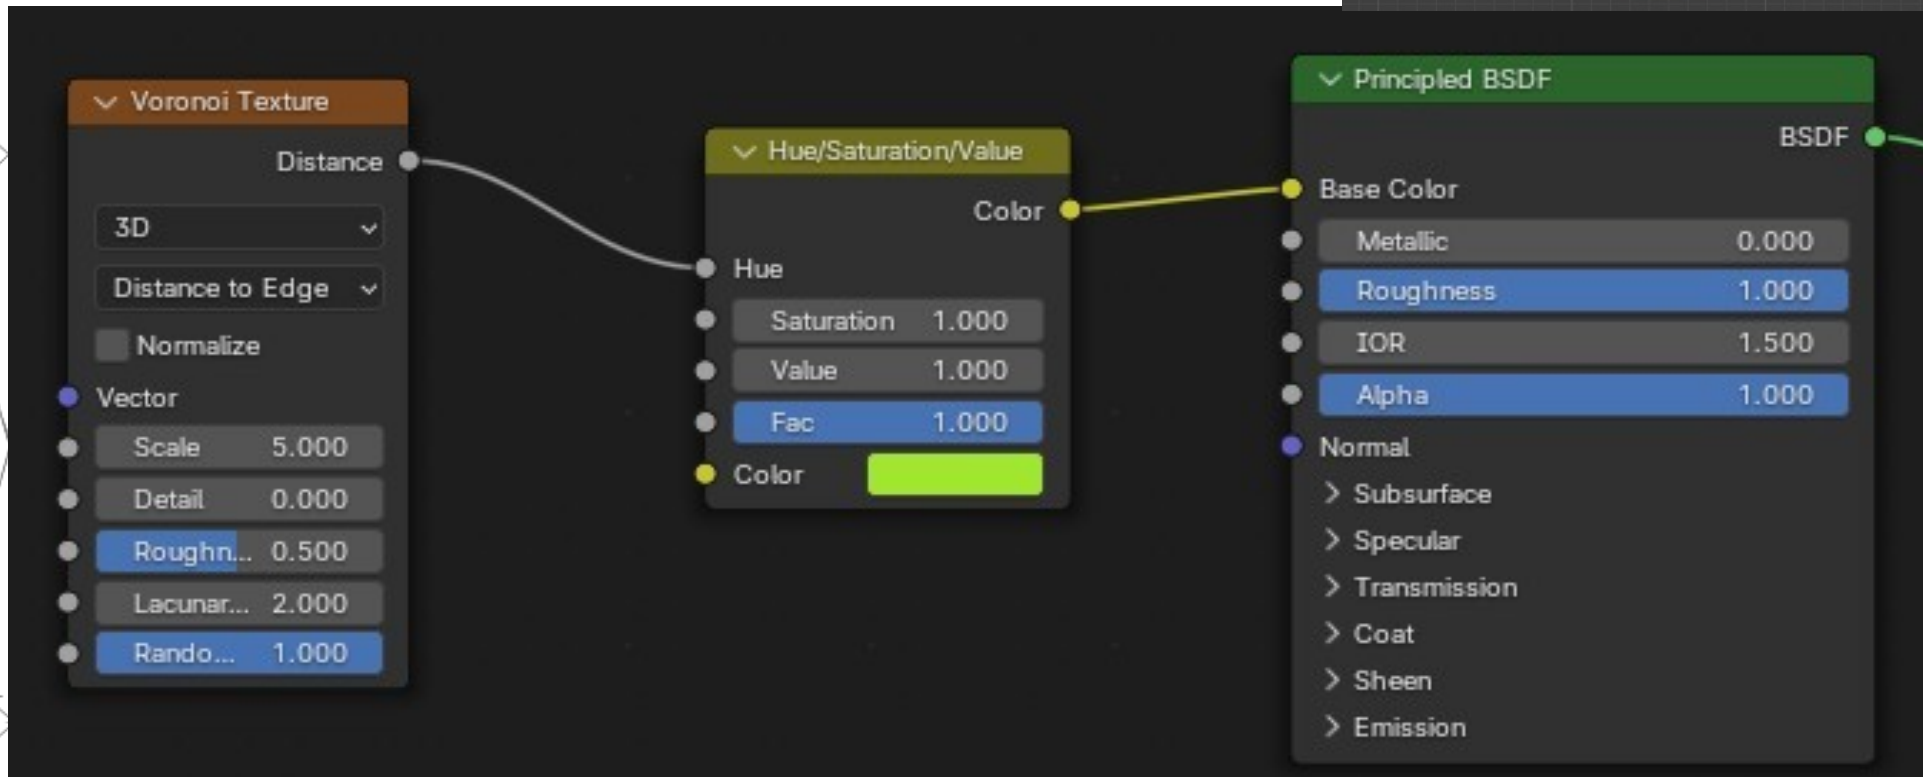 Voronoi Texture
Distance
3D
Distance to Edge
Normalize
Vector
Scale 5.000
Detail 0.000
Roughn... 0.500
Lacunar... 2.000
Rando... 1.000
Hue/Saturation/Value
Color
Hue
Saturation 1.000
Value 1.000
Fac 1.000
Color
Principled BSDF
BSDF
Base Color
Metallic 0.000
Roughness 1.000
IOR 1.500
Alpha 1.000
Normal
Subsurface
Specular
Transmission
Coat
Sheen
Emission